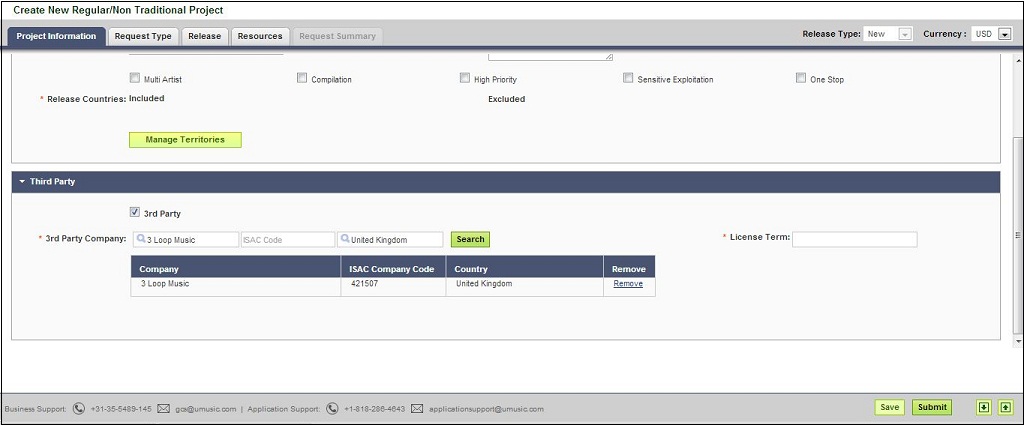 Create New Regular/Non Traditional Project
Project Information Request Type Release Resources Request Summary Release Type: New Currency : USD
Multi Artist Compilation High Priority Sensitive Exploitation One Stop
* Release Countries: Included Excluded
Manage Territories
Third Party
3rd Party
* 3rd Party Company: 3 Loop Music ISAC Code United Kingdom Search * License Term:
Company ISAC Company Code Country Remove
3 Loop Music 421507 United Kingdom Remove
Business Support: +31-35-5489-145 gcs@umusic.com | Application Support: +1-818-286-4643 applicationsupport@umusic.com Save Submit